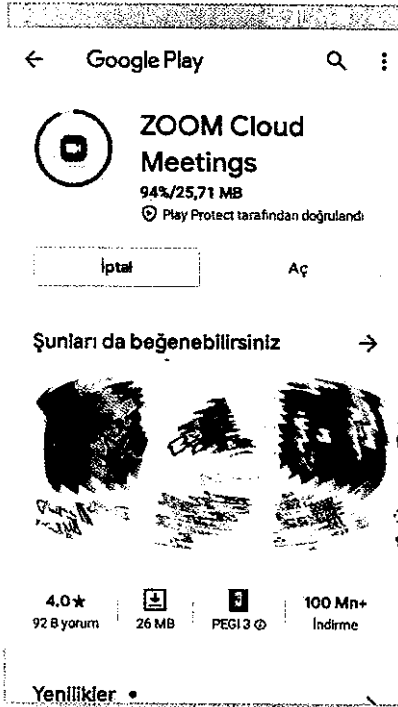 Google Play
ZOOM Cloud
Meetings
94%/25,71 MB
Play Protect tarafından doğrulandı
İptal
Aç
Şunları da beğenebilirsiniz
4.0★
92 B yorum
26 MB
3
PEGI 3
100 Mn+
İndirme
Yenilikler